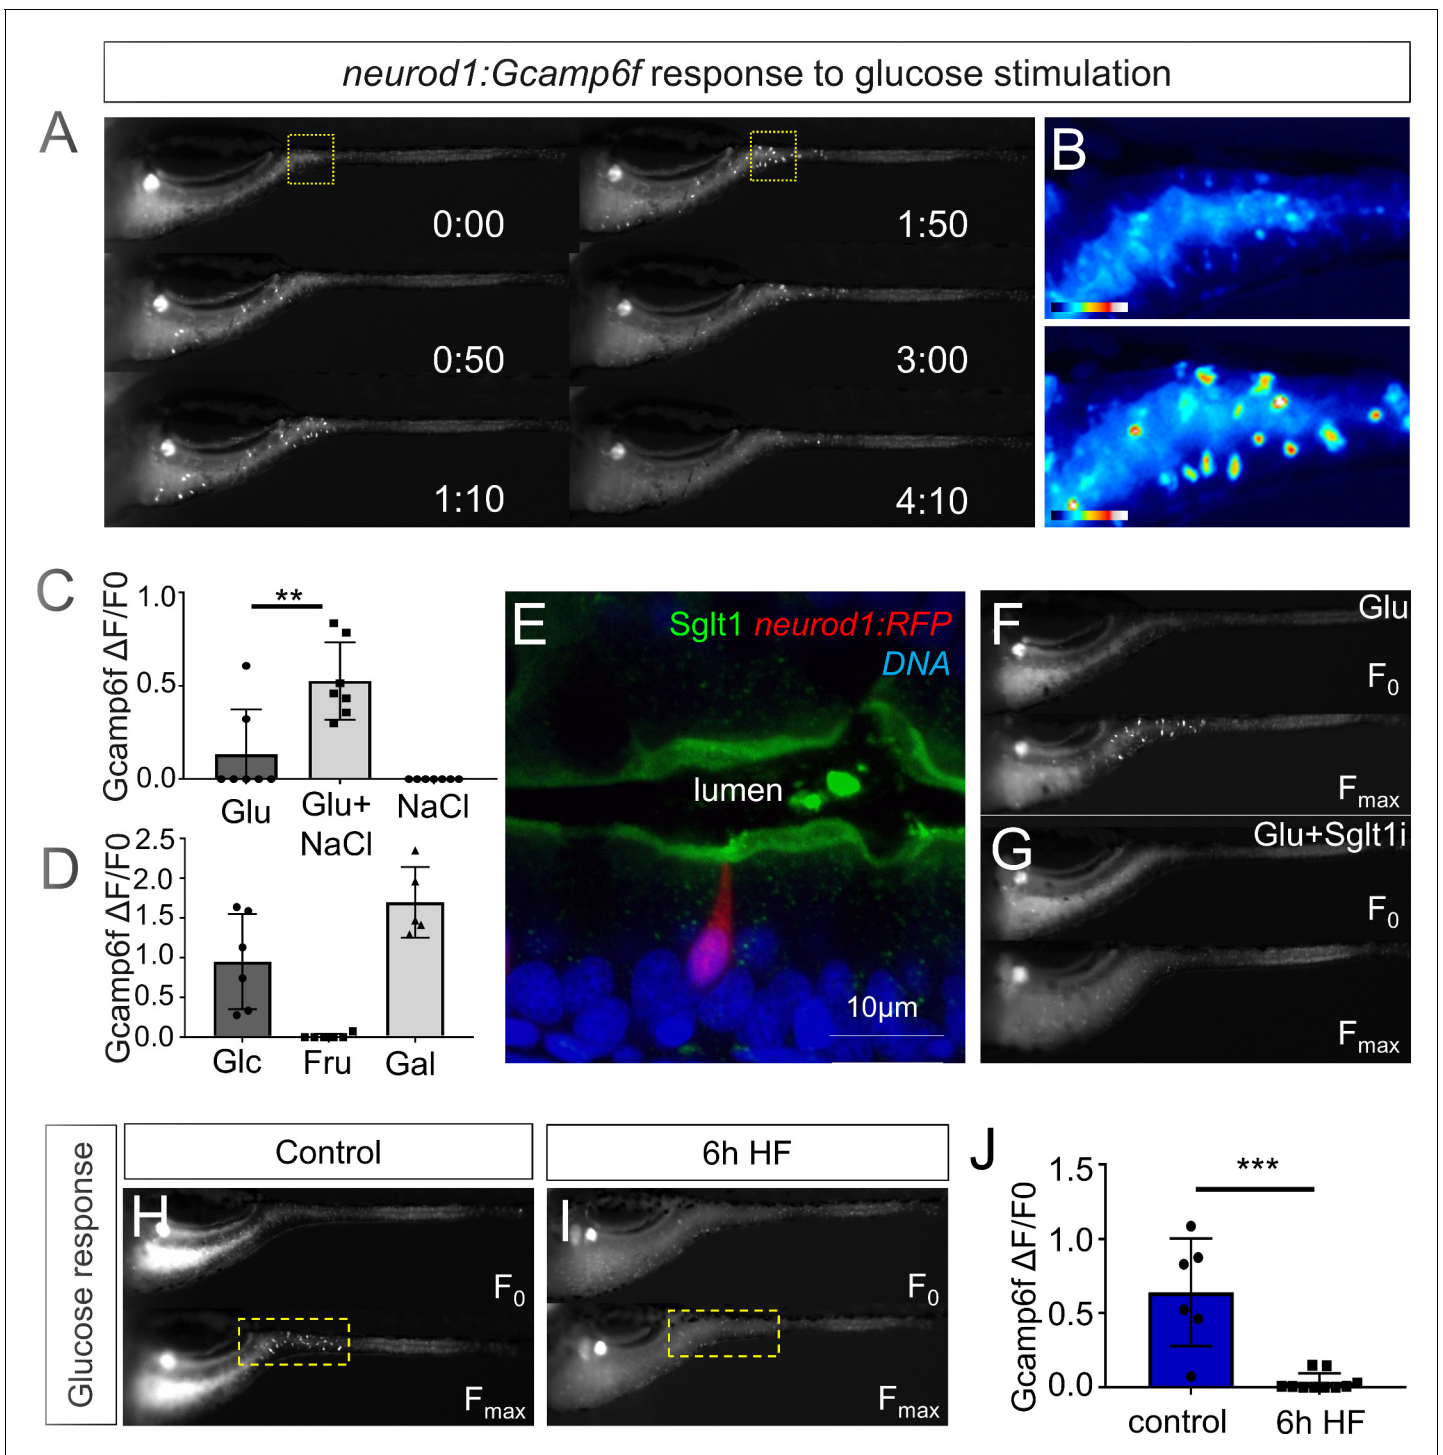 neurod1:Gcamp6f response to glucose stimulation
A
0:00
1:50
0:50
3:00
1:10
4:10
B
C
Gcamp6f ΔF/F0
1.0
0.5
0.0
**
Glu
Glu+
NaCl
NaCl
D
Gcamp6f ΔF/F0
2.5
2.0
1.5
1.0
0.5
0.0
Glc
Fru
Gal
E
Sglt1 neurod1:RFP
DNA
lumen
10µm
F
Glu
F0
Fmax
G
Glu+Sglt1i
F0
Fmax
Glucose response
Control
6h HF
H
F0
Fmax
I
F0
Fmax
J
Gcamp6f ΔF/F0
1.5
1.0
0.5
0.0
***
control
6h HF